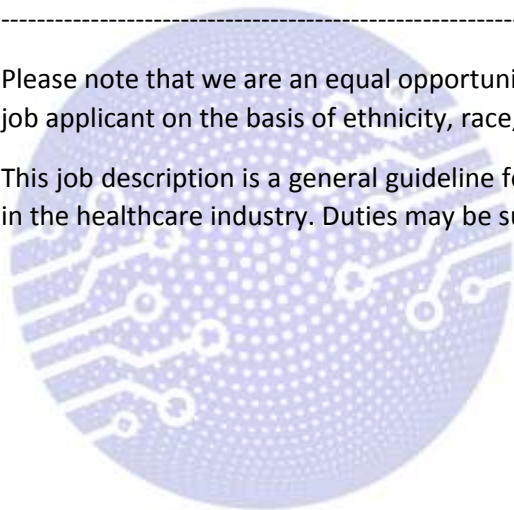 Please note that we are an equal opportuni
job applicant on the basis of ethnicity, race,
This job description is a general guideline fo
in the healthcare industry. Duties may be su